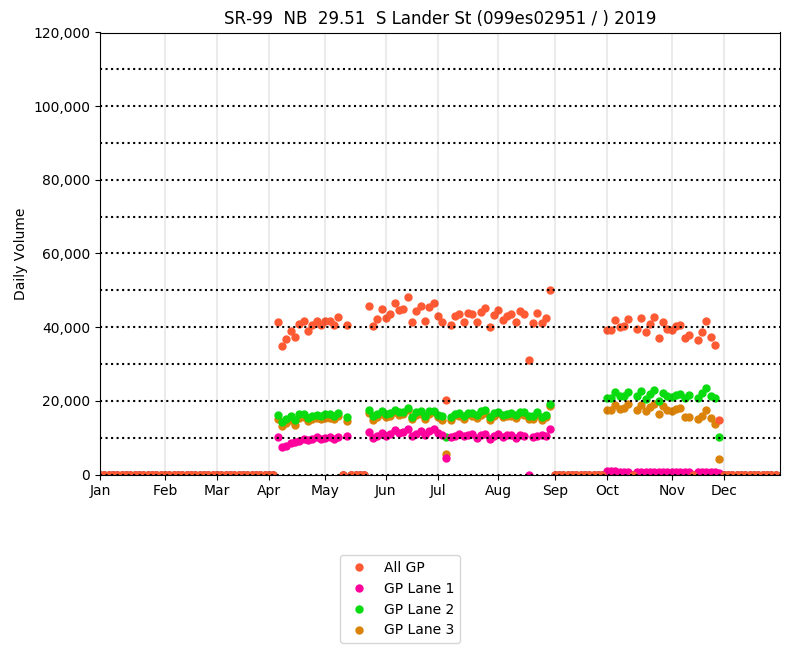 SR-99  NB  29.51  S Lander St (099es02951 / ) 2019
120,000
100,000
80,000
60,000
40,000
20,000
0
Daily Volume
Jan Feb Mar Apr May Jun Jul Aug Sep Oct Nov Dec
All GP
GP Lane 1
GP Lane 2
GP Lane 3